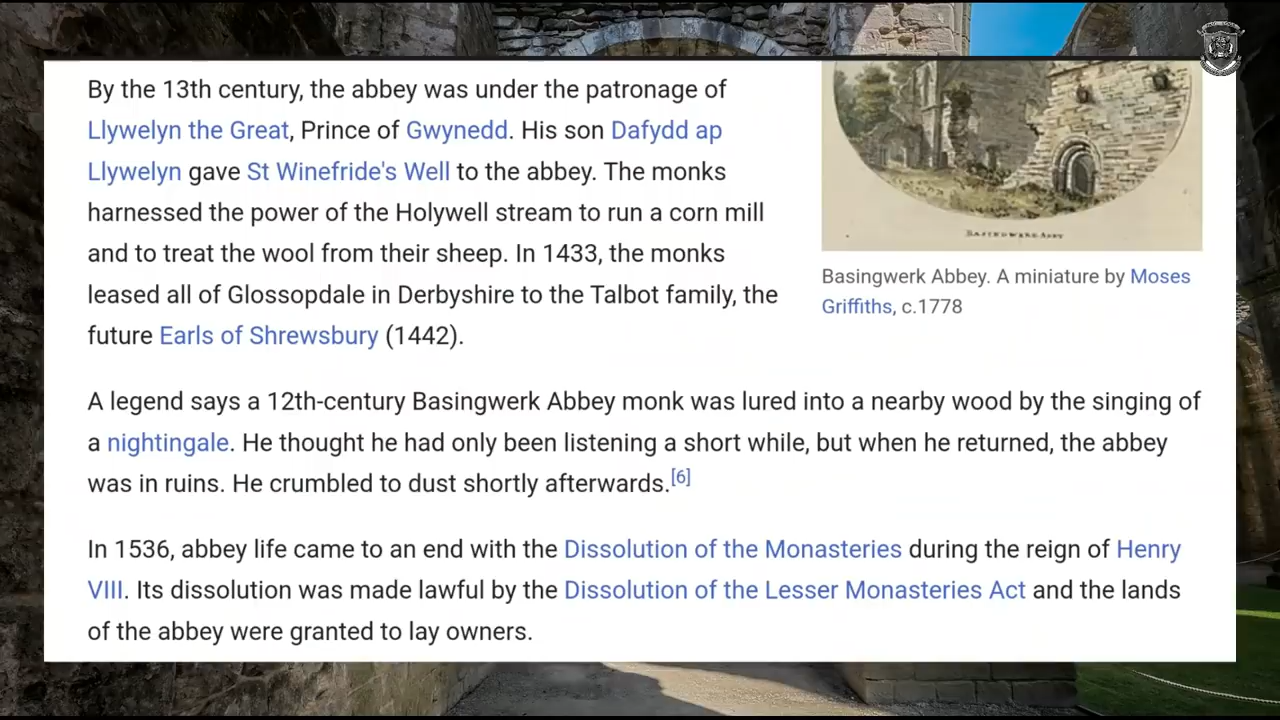 By the 13th century, the abbey was under the patronage of
Llywelyn the Great, Prince of Gwynedd. His son Dafydd ap
Llywelyn gave St Winefride's Well to the abbey. The monks
harnessed the power of the Holywell stream to run a corn mill
and to treat the wool from their sheep. In 1433, the monks
leased all of Glossopdale in Derbyshire to the Talbot family, the
future Earls of Shrewsbury (1442).
BASINGWERK ABBY
Basingwerk Abbey. A miniature by Moses
Griffiths, c.1778
A legend says a 12th-century Basingwerk Abbey monk was lured into a nearby wood by the singing of
a nightingale. He thought he had only been listening a short while, but when he returned, the abbey
was in ruins. He crumbled to dust shortly afterwards.[6]
In 1536, abbey life came to an end with the Dissolution of the Monasteries during the reign of Henry
VIII. Its dissolution was made lawful by the Dissolution of the Lesser Monasteries Act and the lands
of the abbey were granted to lay owners.